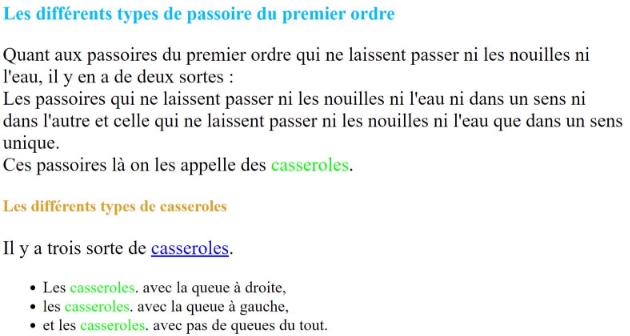 Les différents types de passoire du premier ordre
Quant aux passoires du premier ordre qui ne laissent passer ni les nouilles ni
l'eau, il y en a de deux sortes :
Les passoires qui ne laissent passer ni les nouilles ni l'eau ni dans un sens ni
dans l'autre et celle qui ne laissent passer ni les nouilles ni l'eau que dans un sens
unique.
Ces passoires là on les appelle des casseroles.
Les différents types de casseroles
Il y a trois sorte de casseroles.
• Les casseroles. avec la queue à droite,
• les casseroles. avec la queue à gauche,
• et les casseroles. avec pas de queues du tout.